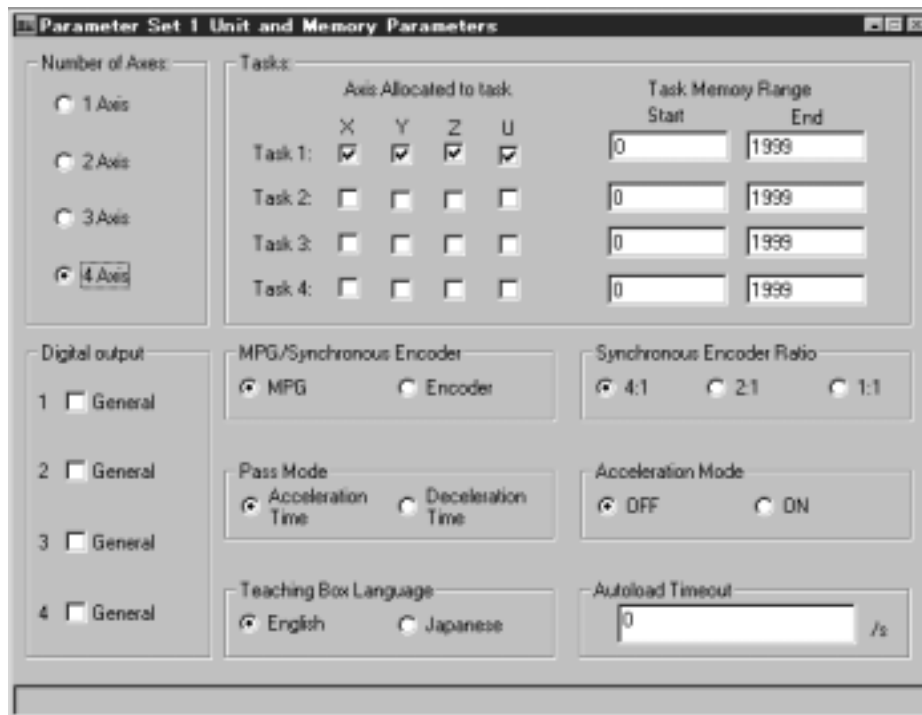 Parameter Set 1 Unit and Memory Parameters
Number of Axes:
1 Axis
2 Axis
3 Axis
4 Axis
Tasks:
Axis Allocated to task
Task Memory Range
X Y Z U
Start End
Task 1: 0 1999
Task 2: 0 1999
Task 3: 0 1999
Task 4: 0 1999
Digital output
1 General
2 General
3 General
4 General
MPG/Synchronous Encoder
MPG Encoder
Synchronous Encoder Ratio
4:1 2:1 1:1
Pass Mode
Acceleration Time
Deceleration Time
Acceleration Mode
OFF ON
Teaching Box Language
English Japanese
Autoload Timeout
0 /s